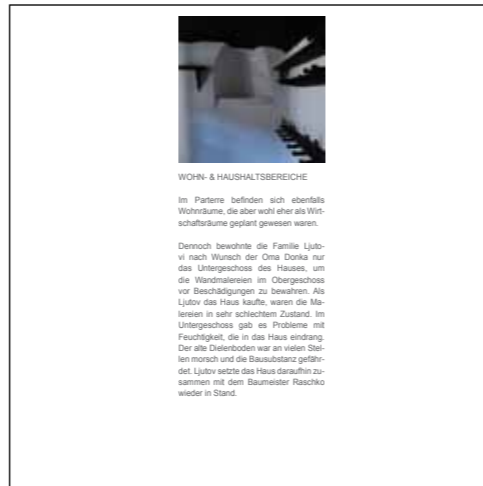 WOHN- & HAUSHALTSBEREICHE
Im Parterre befinden sich ebenfalls
Wohnräume, die aber wohl eher als Wirt-
schaftsräume geplant gewesen waren.
Dennoch bewohnte die Familie Ljuto-
vi nach Wunsch der Oma Donka nur
das Untergeschoss des Hauses, um
die Wandmalereien im Obergeschoss
vor Beschädigungen zu bewahren. Als
Ljutov das Haus kaufte, waren die Ma-
lereien in sehr schlechtem Zustand. Im
Untergeschoss gab es Probleme mit
Feuchtigkeit, die in das Haus eindrang.
Der alte Dielenboden war an vielen Stel-
len morsch und die Bausubstanz gefähr-
det. Ljutov setzte das Haus daraufhin zu-
sammen mit dem Baumeister Raschko
wieder in Stand.